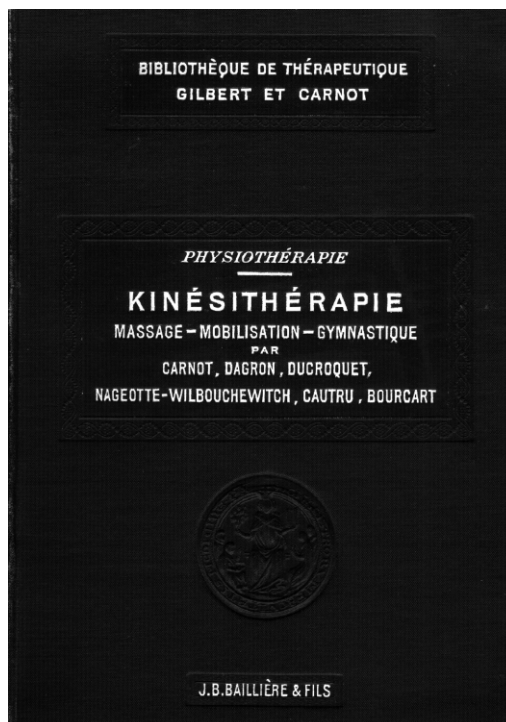 BIBLIOTHÈQUE DE THÉRAPEUTIQUE
GILBERT ET CARNOT
PHYSIOTHÉRAPIE
KINÉSITHÉRAPIE
MASSAGE – MOBILISATION – GYMNASTIQUE
PAR
CARNOT, DAGRON, DUCROQUET,
NAGEOTTE-WILBOUCHEWITCH, CAUTRU, BOURCART
J.B. BAILLIÈRE & FILS